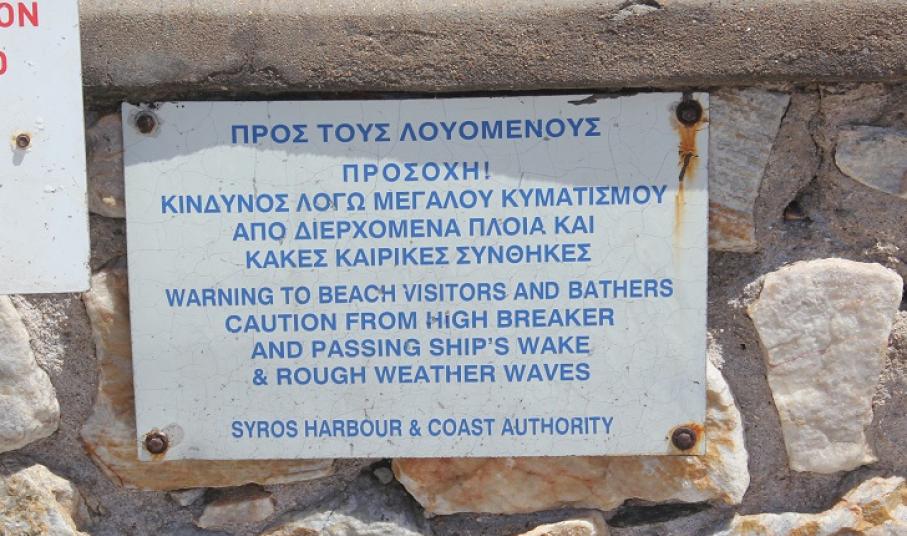 ON
ΠΡΟΣ ΤΟΥΣ ΛΟΥΟΜΕΝΟΥΣ
ΠΡΟΣΟΧΗ!
ΚΙΝΔΥΝΟΣ ΛΟΓΩ ΜΕΓΑΛΟΥ ΚΥΜΑΤΙΣΜΟΥ
ΑΠΟ ΔΙΕΡΧΟΜΕΝΑ ΠΛΟΙΑ ΚΑΙ
ΚΑΚΕΣ ΚΑΙΡΙΚΕΣ ΣΥΝΘΗΚΕΣ
WARNING TO BEACH VISITORS AND BATHERS
CAUTION FROM HIGH BREAKER
AND PASSING SHIP'S WAKE
& ROUGH WEATHER WAVES
SYROS HARBOUR & COAST AUTHORITY